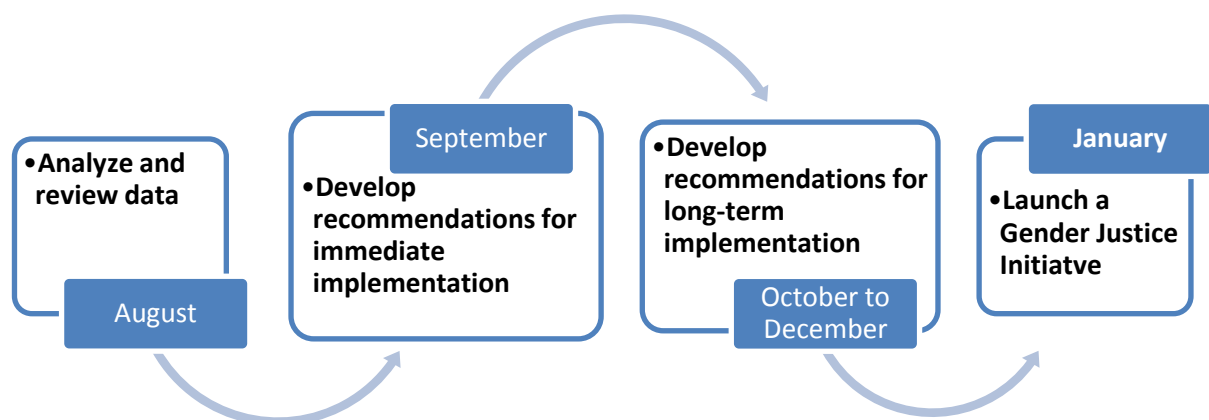 •Analyze and
review data
August
September
•Develop
recommendations for
immediate
implementation
•Develop
recommendations for
long-term
implementation
October to
December
January
•Launch a
Gender Justice
Initiatve